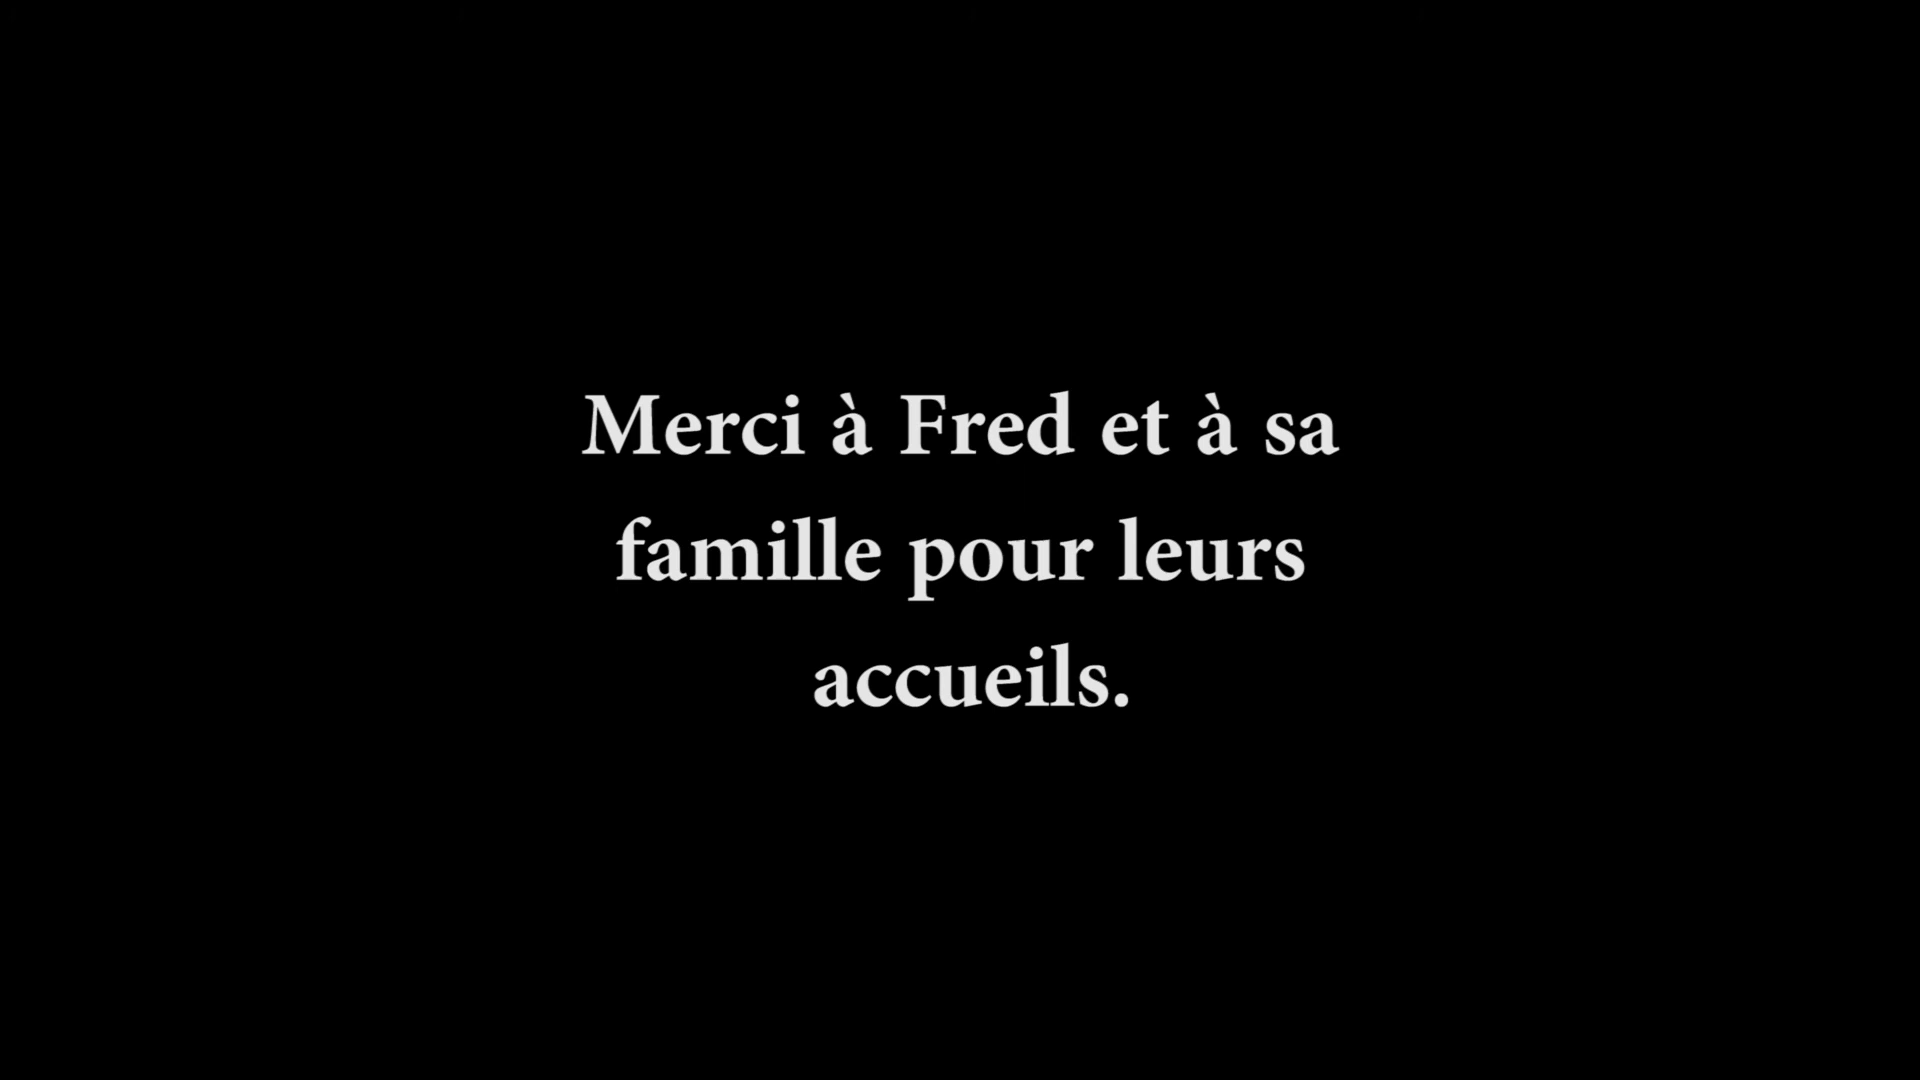 Merci à Fred et à sa
famille pour leurs
accueils.